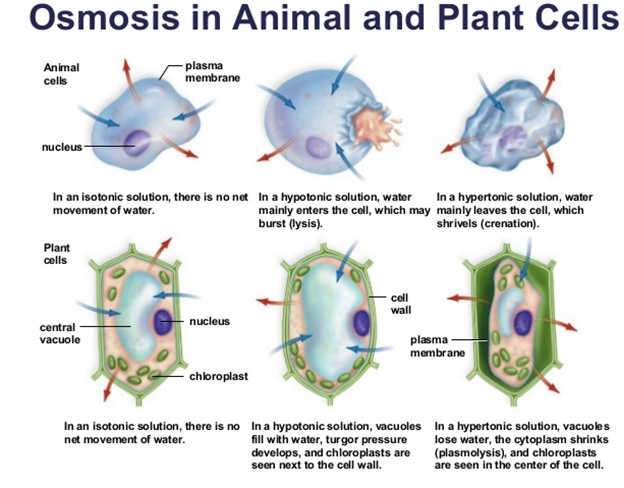 Osmosis in Animal and Plant Cells
Animal
cells
plasma
membrane
nucleus
In an isotonic solution, there is no net
movement of water.
In a hypotonic solution, water
mainly enters the cell, which may
burst (lysis).
In a hypertonic solution, water
mainly leaves the cell, which
shrivels (crenation).
Plant
cells
central
vacuole
nucleus
chloroplast
cell
wall
plasma
membrane
In an isotonic solution, there is no
net movement of water.
In a hypotonic solution, vacuoles
fill with water, turgor pressure
develops, and chloroplasts are
seen next to the cell wall.
In a hypertonic solution, vacuoles
lose water, the cytoplasm shrinks
(plasmolysis), and chloroplasts
are seen in the center of the cell.